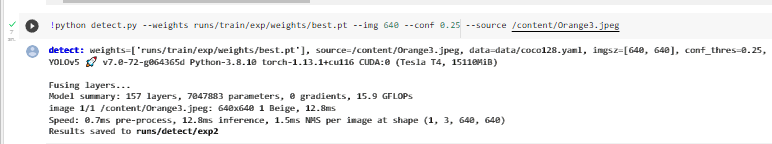 !python detect.py --weights runs/train/exp/weights/best.pt --img 640 --conf 0.25 --source /content/Orange3.jpeg
detect: weights=['runs/train/exp/weights/best.pt'], source=/content/Orange3.jpeg, data=data/coco128.yaml, imgsz=[640, 640], conf_thres=0.25,
YOLOv5 🚀 v7.0-72-g064365d Python-3.8.10 torch-1.13.1+cu116 CUDA:0 (Tesla T4, 15110MiB)
Fusing layers...
Model summary: 157 layers, 7047883 parameters, 0 gradients, 15.9 GFLOPs
image 1/1 /content/Orange3.jpeg: 640x640 1 Beige, 12.8ms
Speed: 0.7ms pre-process, 12.8ms inference, 1.5ms NMS per image at shape (1, 3, 640, 640)
Results saved to runs/detect/exp2